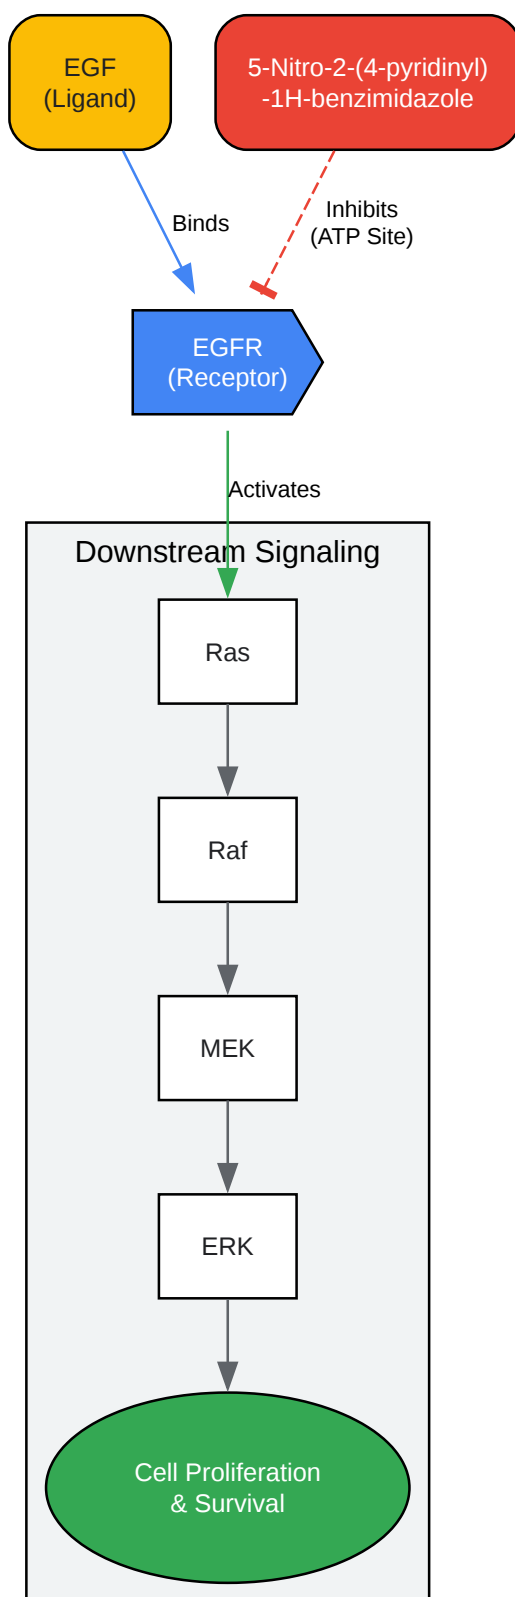 EGF
(Ligand)
5-Nitro-2-(4-pyridinyl)
-1H-benzimidazole
Binds
Inhibits
(ATP Site)
EGFR
(Receptor)
Activates
Downstream Signaling
Ras
Raf
MEK
ERK
Cell Proliferation
& Survival